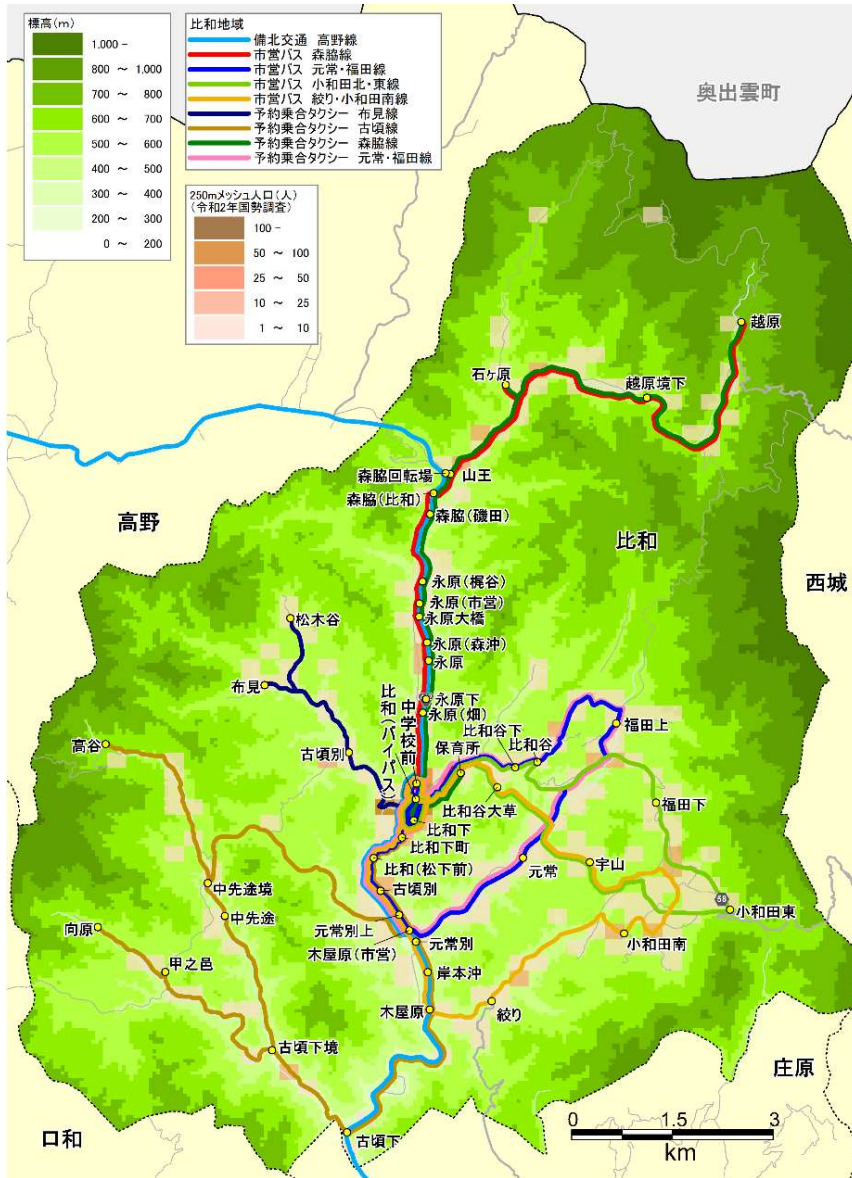 標高(m)
1,000 -
800 ～ 1,000
700 ～ 800
600 ～ 700
500 ～ 600
400 ～ 500
300 ～ 400
200 ～ 300
0 ～ 200
比和地域
備北交通 高野線
市営バス 森脇線
市営バス 元常・福田線
市営バス 小和田北・東線
市営バス 絞り・小和田南線
予約乗合タクシー 布見線
予約乗合タクシー 古頃線
予約乗合タクシー 森脇線
予約乗合タクシー 元常・福田線
250mメッシュ人口(人)
(令和2年国勢調査)
100 -
50 ～ 100
25 ～ 50
10 ～ 25
1 ～ 10
奥出雲町
越原
石ヶ原
越原境下
森脇回転場
山王
森脇(比和)
森脇(磯田)
高野
比和
西城
永原(梶谷)
永原(市営)
永原大橋
松木谷
永原(森沖)
永原
布見
永原下
永原(畑)
中学校前
比和(バイパス)
保育所
比和谷下
比和谷
福田上
高谷
古頃別
比和谷大草
福田下
比和下
比和下町
比和(松下前)
元常
宇山
古頃別
中先途境
中先途
58
小和田東
向原
元常別上
元常別
木屋原(市営)
小和田南
甲之邑
岸本沖
木屋原
絞り
古頃下境
庄原
口和
古頃下
0
1.5
3
km